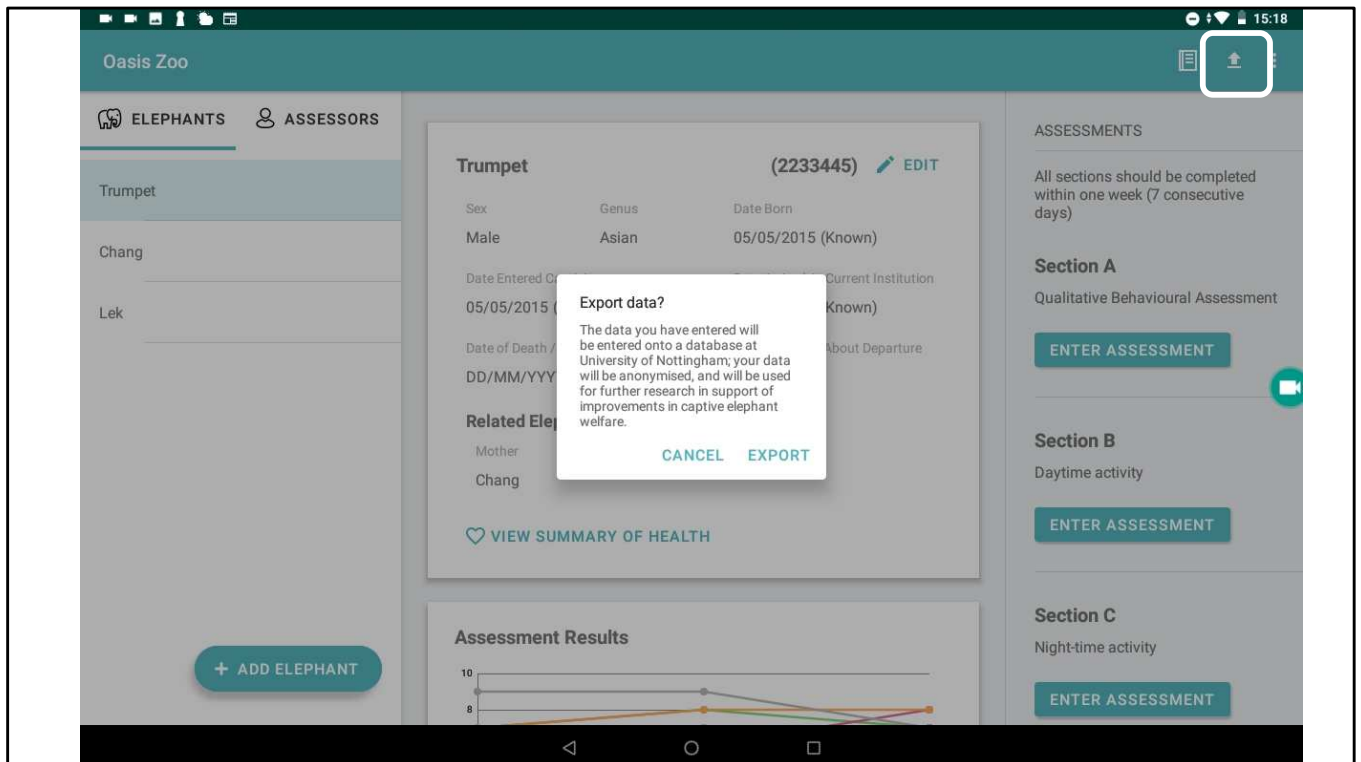 15:18
Oasis Zoo
ELEPHANTS
ASSESSORS
Trumpet
Chang
Lek
+ ADD ELEPHANT
Trumpet
(2233445)
EDIT
Sex
Genus
Date Born
Male
Asian
05/05/2015 (Known)
Date Entered
Current Institution
05/05/2015 (
Known)
Date of Death /
About Departure
DD/MM/YYY
Related
Mother
Chang
VIEW SUMMARY OF HEALTH
Export data?
The data you have entered will
be entered onto a database at
University of Nottingham; your data
will be anonymised, and will be used
for further research in support of
improvements in captive elephant
welfare.
CANCEL
EXPORT
Assessment Results
10
8
ASSESSMENTS
All sections should be completed
within one week (7 consecutive
days)
Section A
Qualitative Behavioural Assessment
ENTER ASSESSMENT
Section B
Daytime activity
ENTER ASSESSMENT
Section C
Night-time activity
ENTER ASSESSMENT